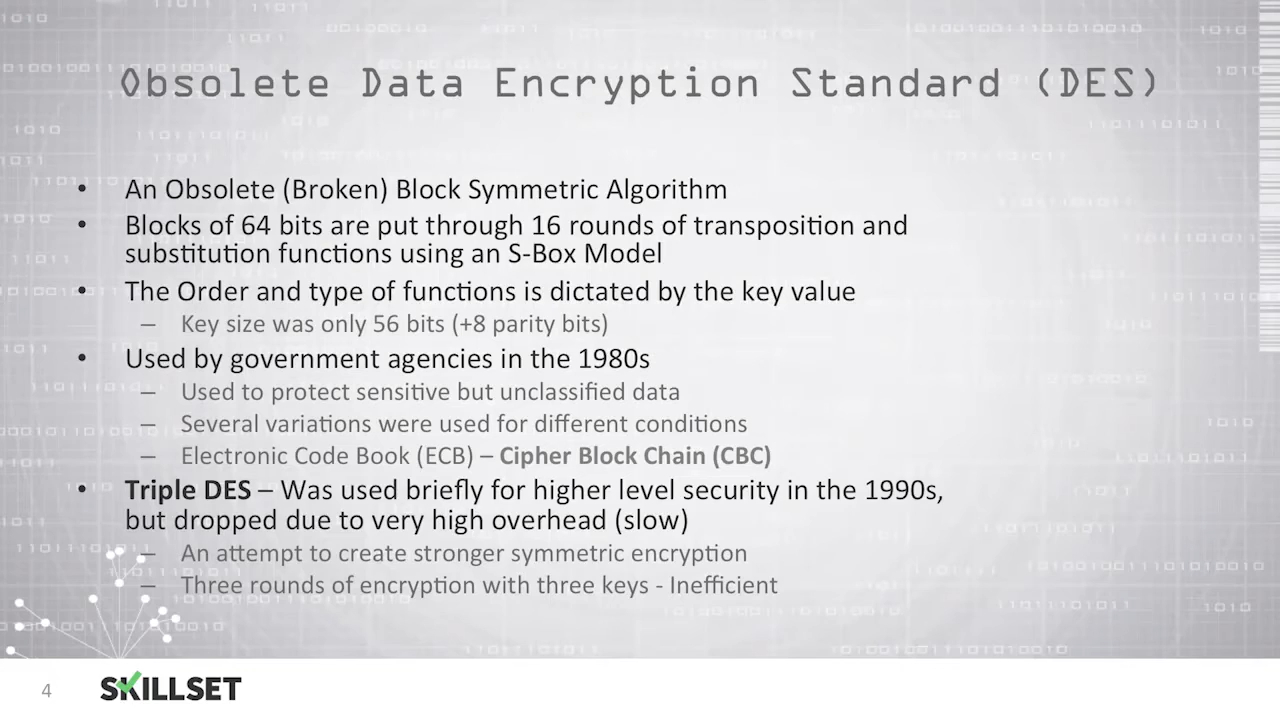 Obsolete Data Encryption Standard (DES)
• An Obsolete (Broken) Block Symmetric Algorithm
• Blocks of 64 bits are put through 16 rounds of transposition and
substitution functions using an S-Box Model
• The Order and type of functions is dictated by the key value
– Key size was only 56 bits (+8 parity bits)
• Used by government agencies in the 1980s
– Used to protect sensitive but unclassified data
– Several variations were used for different conditions
– Electronic Code Book (ECB) – Cipher Block Chain (CBC)
• Triple DES – Was used briefly for higher level security in the 1990s,
but dropped due to very high overhead (slow)
– An attempt to create stronger symmetric encryption
– Three rounds of encryption with three keys - Inefficient
4
SKILLSET